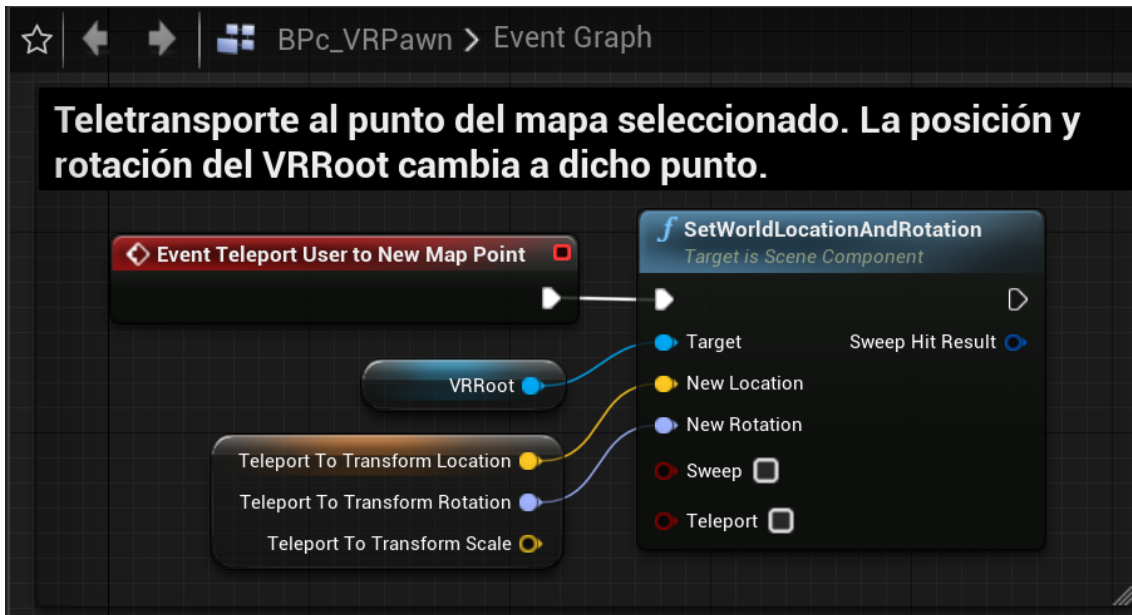 BPc_VRPawn > Event Graph
Teletransporte al punto del mapa seleccionado. La posición y
rotación del VRRoot cambia a dicho punto.
Event Teleport User to New Map Point
f SetWorldLocationAndRotation
Target is Scene Component
Target
Sweep Hit Result
VRRoot
New Location
New Rotation
Teleport To Transform Location
Sweep
Teleport To Transform Rotation
Teleport
Teleport To Transform Scale